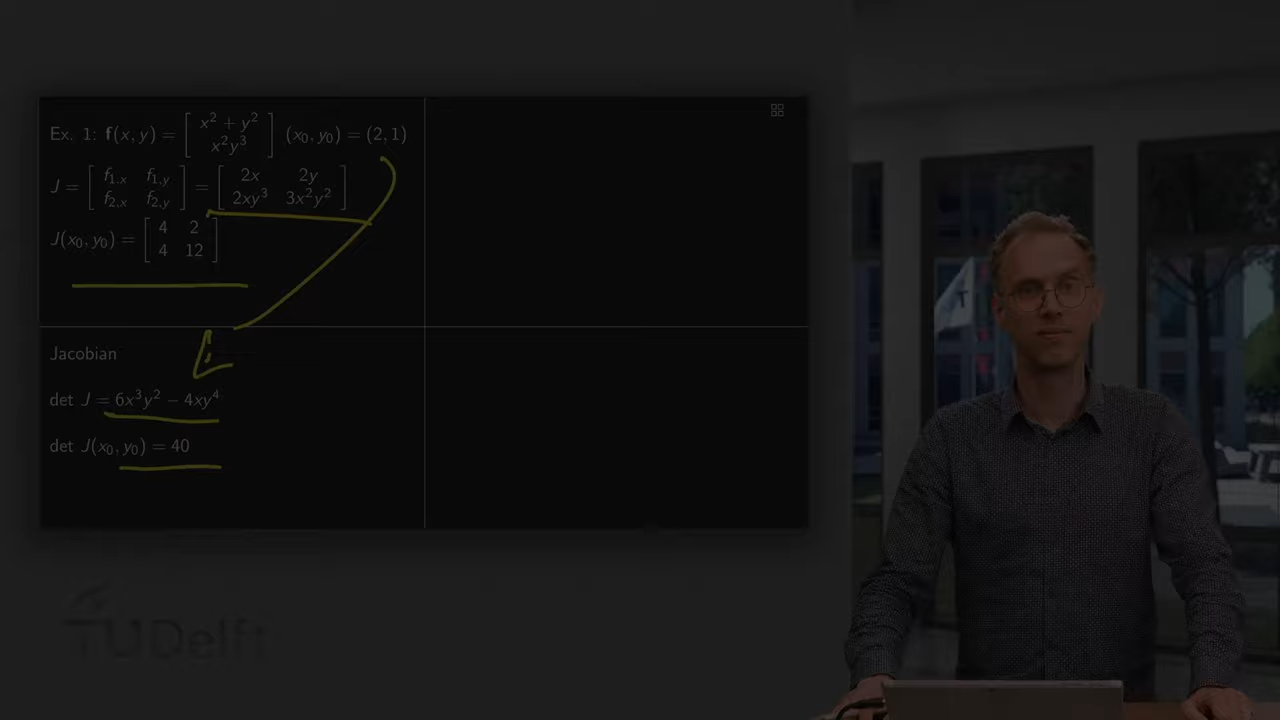 Ex. 1: f(x, y) = [ x² + y² ; x²y³ ] (x₀, y₀) = (2, 1)
J = [ f₁,ₓ f₁,ᵧ ; f₂,ₓ f₂,ᵧ ] = [ 2x 2y ; 2xy³ 3x²y² ]
J(x₀, y₀) = [ 4 2 ; 4 12 ]
Jacobian
det J = 6x³y² − 4xy⁴
det J(x₀, y₀) = 40
TUDelft
T